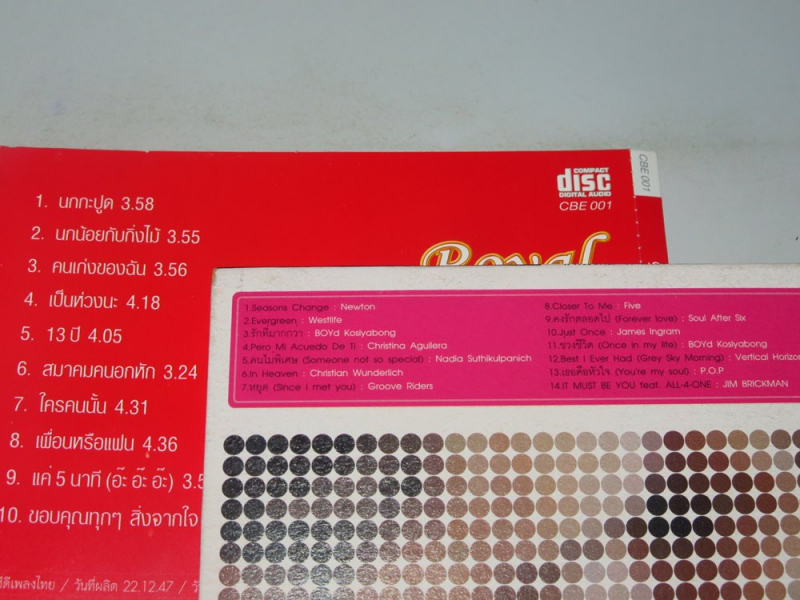 COMPACT
disc
DIGITAL AUDIO
CBE 001
CBE 001
Royal
1. นกกะปูด 3.58
2. นกน้อยกับกิ่งไม้ 3.55
3. คนเก่งของฉัน 3.56
4. เป็นห่วงนะ 4.18
5. 13 ปี 4.05
6. สมาคมคนอกหัก 3.24
7. ใครคนนั้น 4.31
8. เพื่อนหรือแฟน 4.36
9. แค่ 5 นาที (อ๊ะ อ๊ะ อ๊ะ) 3.5
10. ขอบคุณทุกๆ สิ่งจากใจ
ซีดีเพลงไทย / วันที่ผลิต 22.12.47 /
1.Seasons Change : Newton
2.Evergreen : Westlife
3.รักที่มากกว่า : BOYd Kosiyabong
4.Pero Mi Acuedo De Ti : Christina Aguilera
5.คนไม่พิเศษ (Someone not so special) : Nadia Suthikulpanich
6.In Heaven : Christian Wunderlich
7.หยุด (Since I met you) : Groove Riders
8.Closer To Me : Five
9.คงรักตลอดไป (Forever love) : Soul After Six
10.Just Once : James Ingram
11.ช่วงชีวิต (Once in my life) : BOYd Kosiyabong
12.Best I Ever Had (Grey Sky Morning) : Vertical Horizo
13.เธอคือหัวใจ (You're my soul) : P.O.P
14.IT MUST BE YOU feat. ALL-4-ONE : JIM BRICKMAN